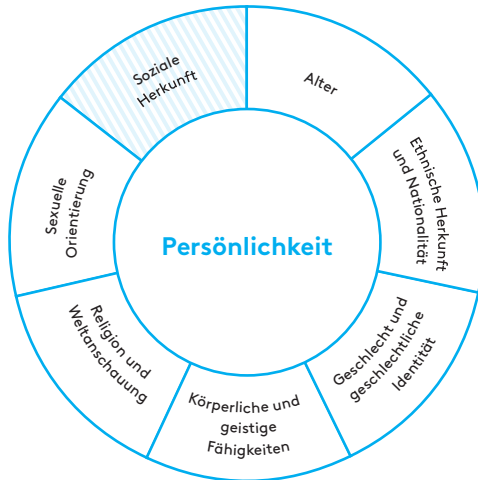 Soziale
Herkunft
Alter
Ethnische Herkunft
und Nationalität
Geschlecht und
geschlechtliche
Identität
Körperliche und
geistige
Fähigkeiten
Religion und
Weltanschauung
Sexuelle
Orientierung
Persönlichkeit